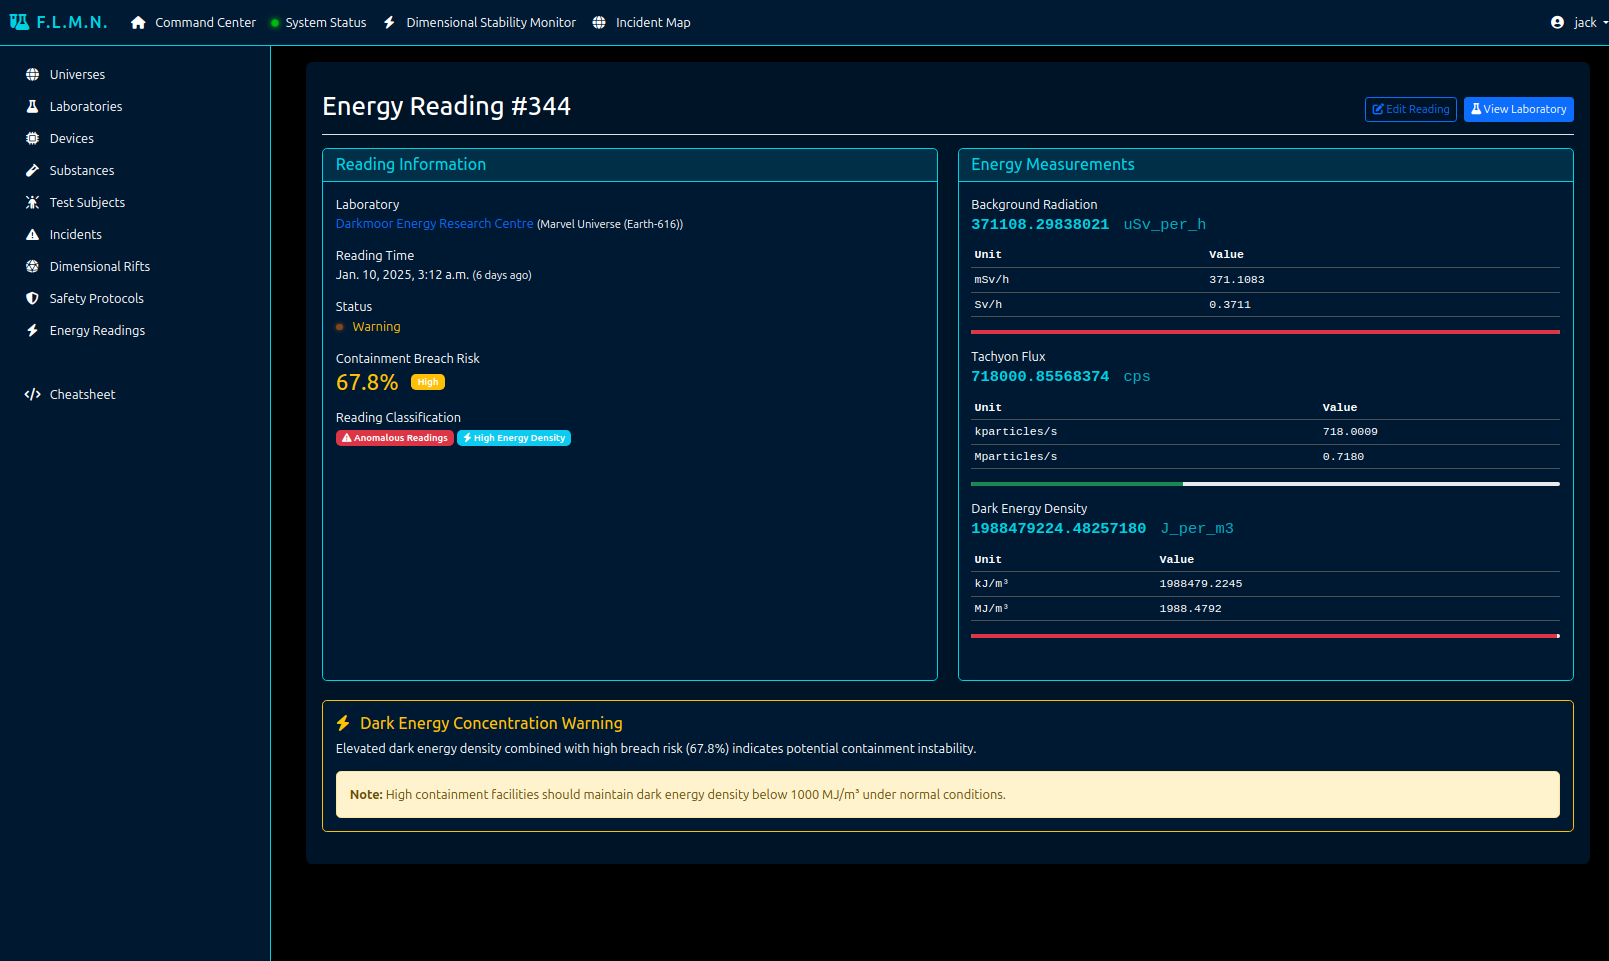 F.L.M.N.
Command Center
System Status
Dimensional Stability Monitor
Incident Map
jack
Universes
Laboratories
Devices
Substances
Test Subjects
Incidents
Dimensional Rifts
Safety Protocols
Energy Readings
Cheatsheet
Energy Reading #344
Edit Reading
View Laboratory
Reading Information
Laboratory
Darkmoor Energy Research Centre (Marvel Universe (Earth-616))
Reading Time
Jan. 10, 2025, 3:12 a.m. (6 days ago)
Status
Warning
Containment Breach Risk
67.8% High
Reading Classification
Anomalous Readings High Energy Density
Energy Measurements
Background Radiation
371108.29838021 uSv_per_h
Unit Value
mSv/h 371.1083
Sv/h 0.3711
Tachyon Flux
718000.85568374 cps
Unit Value
kparticles/s 718.0009
Mparticles/s 0.7180
Dark Energy Density
1988479224.48257180 J_per_m3
Unit Value
kJ/m³ 1988479.2245
MJ/m³ 1988.4792
Dark Energy Concentration Warning
Elevated dark energy density combined with high breach risk (67.8%) indicates potential containment instability.
Note: High containment facilities should maintain dark energy density below 1000 MJ/m³ under normal conditions.